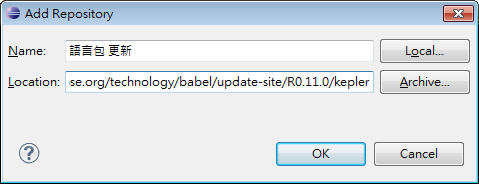 Add Repository
Name: 語言包 更新 Local...
Location: se.org/technology/babel/update-site/R0.11.0/kepler Archive...
? OK Cancel